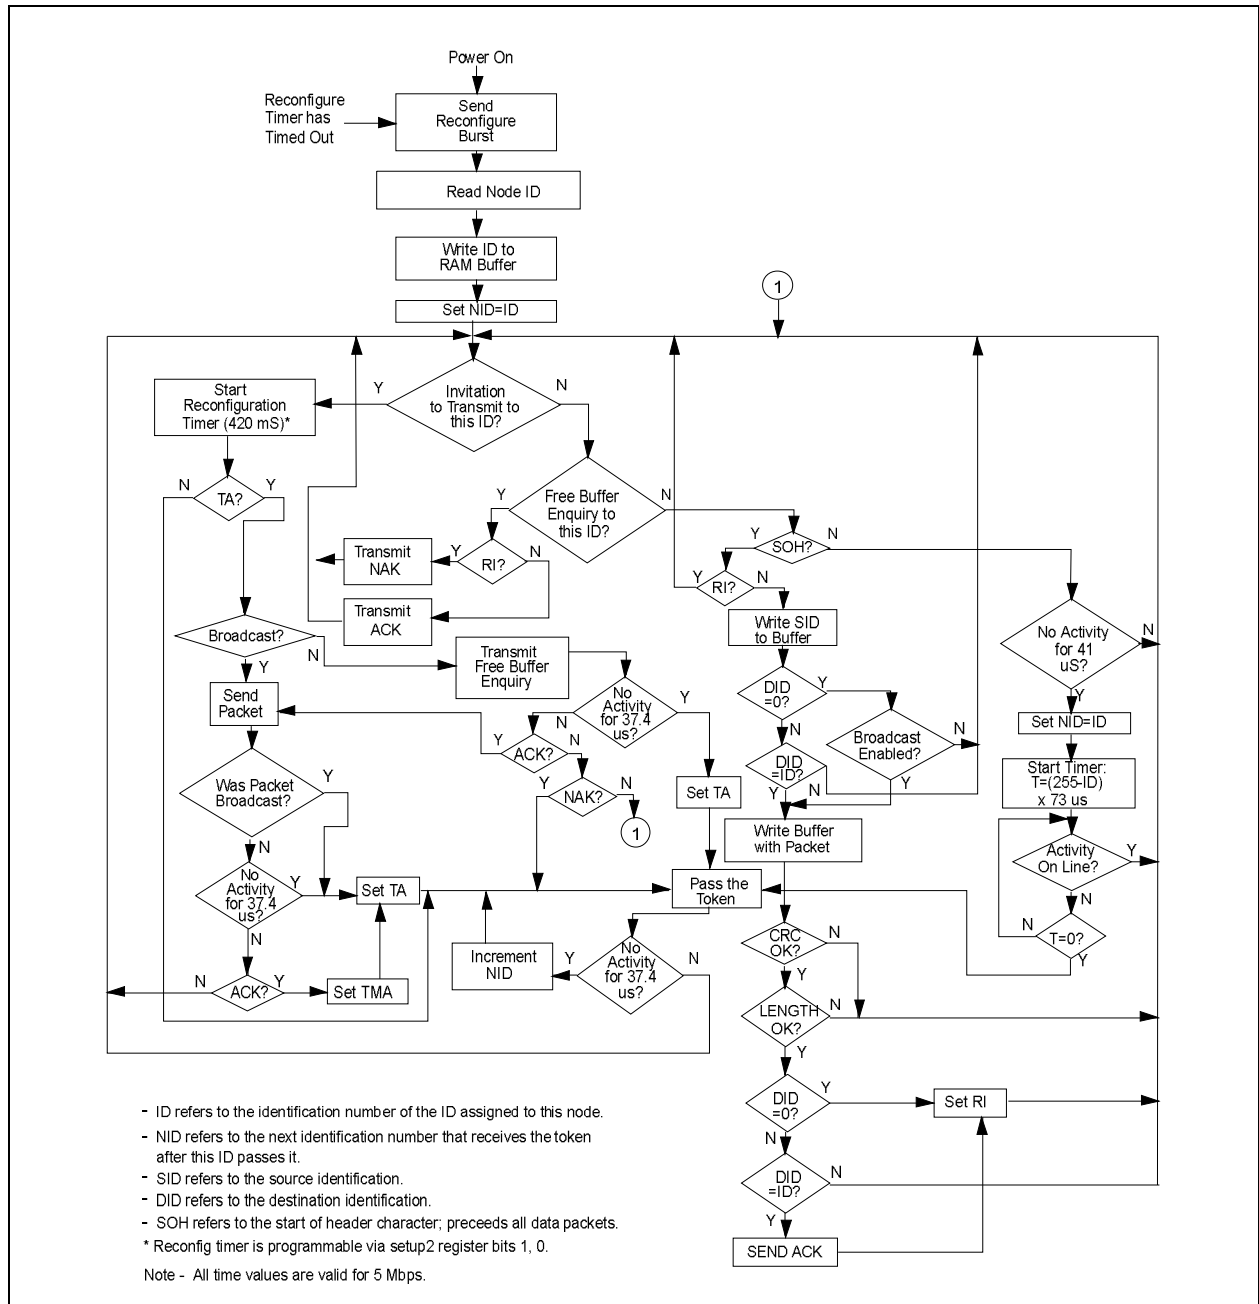 Power On
Reconfigure
Timer has
Timed Out
Send
Reconfigure
Burst
Read Node ID
Write ID to
RAM Buffer
Set NID=ID
1
Y
Invitation
to Transmit to
this ID?
N
Start
Reconfiguration
Timer (420 mS)*
N
TA?
Y
Y
Free Buffer
Enquiry to
this ID?
N
Y
SOH?
N
Transmit
NAK
Y
RI?
N
Y
RI?
N
Transmit
ACK
Write SID
to Buffer
No Activity
for 41
uS?
N
Y
Broadcast?
N
Y
Transmit
Free Buffer
Enquiry
No
Activity
for 37.4
us?
N
Y
DID
=0?
Y
N
Send
Packet
Set NID=ID
Y
ACK?
N
Broadcast
Enabled?
N
Y
DID
=ID?
Y
N
Start Timer:
T=(255-ID)
x 73 us
Was Packet
Broadcast?
Y
N
Y
NAK?
N
1
Set TA
Write Buffer
with Packet
Activity
On Line?
Y
N
No
Activity
for 37.4
us?
Y
N
Set TA
Pass the
Token
N
T=0?
Y
CRC
OK?
N
Y
Increment
NID
Y
No
Activity
for 37.4
us?
N
N
ACK?
Y
Set TMA
LENGTH
OK?
N
Y
DID
=0?
Y
N
Set RI
DID
=ID?
N
Y
SEND ACK
- ID refers to the identification number of the ID assigned to this node.
- NID refers to the next identification number that receives the token
after this ID passes it.
- SID refers to the source identification.
- DID refers to the destination identification.
- SOH refers to the start of header character; preceeds all data packets.
* Reconfig timer is programmable via setup2 register bits 1, 0.
Note - All time values are valid for 5 Mbps.